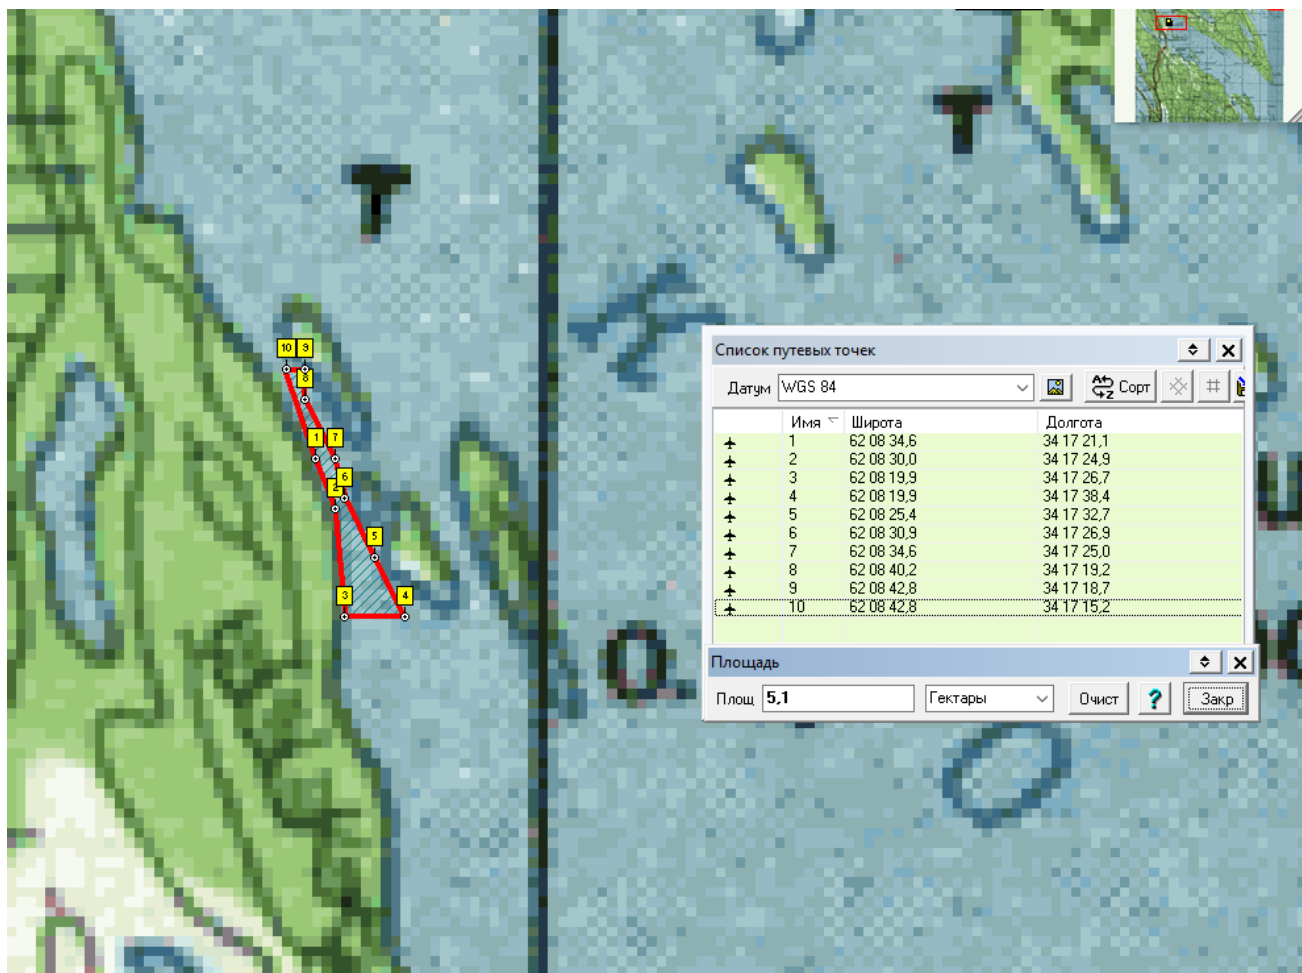 Т
Т
10 9
8
1 7
6
2
5
3 4
Список путевых точек
Датум WGS 84 Сорт
Имя Широта Долгота
1 62 08 34,6 34 17 21,1
2 62 08 30,0 34 17 24,9
3 62 08 19,9 34 17 26,7
4 62 08 19,9 34 17 38,4
5 62 08 25,4 34 17 32,7
6 62 08 30,9 34 17 26,9
7 62 08 34,6 34 17 25,0
8 62 08 40,2 34 17 19,2
9 62 08 42,8 34 17 18,7
10 62 08 42,8 34 17 15,2
Площадь
Площ 5,1 Гектары Очист ? Закр